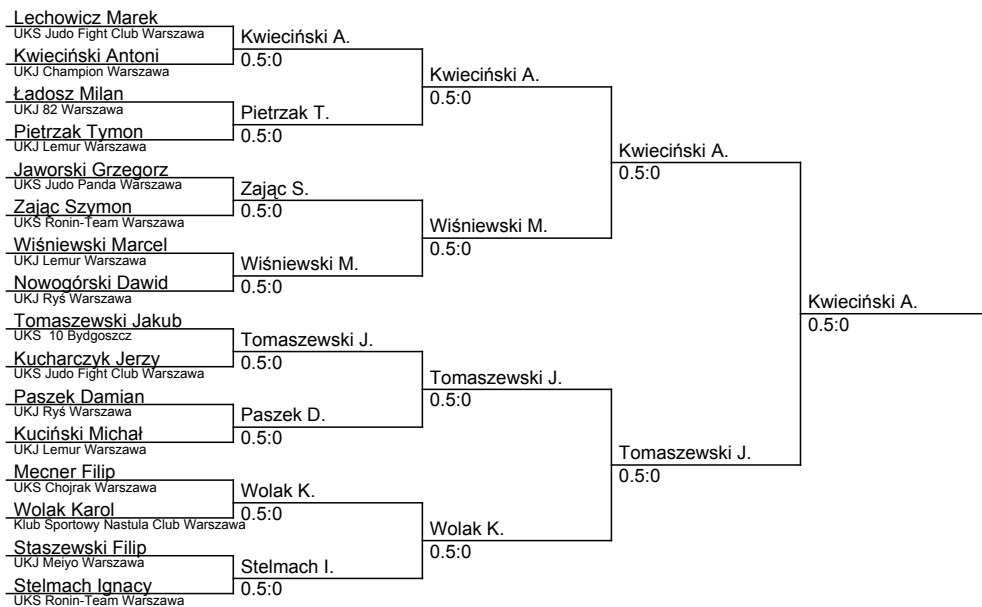 Lechowicz Marek
UKS Judo Fight Club Warszawa
Kwieciński Antoni
UKJ Champion Warszawa
Ładosz Milan
UKJ 82 Warszawa
Pietrzak Tymon
UKJ Lemur Warszawa
Jaworski Grzegorz
UKS Judo Panda Warszawa
Zając Szymon
UKS Ronin-Team Warszawa
Wiśniewski Marcel
UKJ Lemur Warszawa
Nowogórski Dawid
UKJ Ryś Warszawa
Tomaszewski Jakub
UKS 10 Bydgoszcz
Kucharczyk Jerzy
UKS Judo Fight Club Warszawa
Paszek Damian
UKJ Ryś Warszawa
Kuciński Michał
UKJ Lemur Warszawa
Mecner Filip
UKS Chojrak Warszawa
Wolak Karol
Klub Sportowy Nastula Club Warszawa
Staszewski Filip
UKJ Meiyo Warszawa
Stelmach Ignacy
UKS Ronin-Team Warszawa
Kwieciński A.
0.5:0
Pietrzak T.
0.5:0
Zając S.
0.5:0
Wiśniewski M.
0.5:0
Tomaszewski J.
0.5:0
Paszek D.
0.5:0
Wolak K.
0.5:0
Stelmach I.
0.5:0
Kwieciński A.
0.5:0
Wiśniewski M.
0.5:0
Tomaszewski J.
0.5:0
Wolak K.
0.5:0
Kwieciński A.
0.5:0
Tomaszewski J.
0.5:0
Kwieciński A.
0.5:0